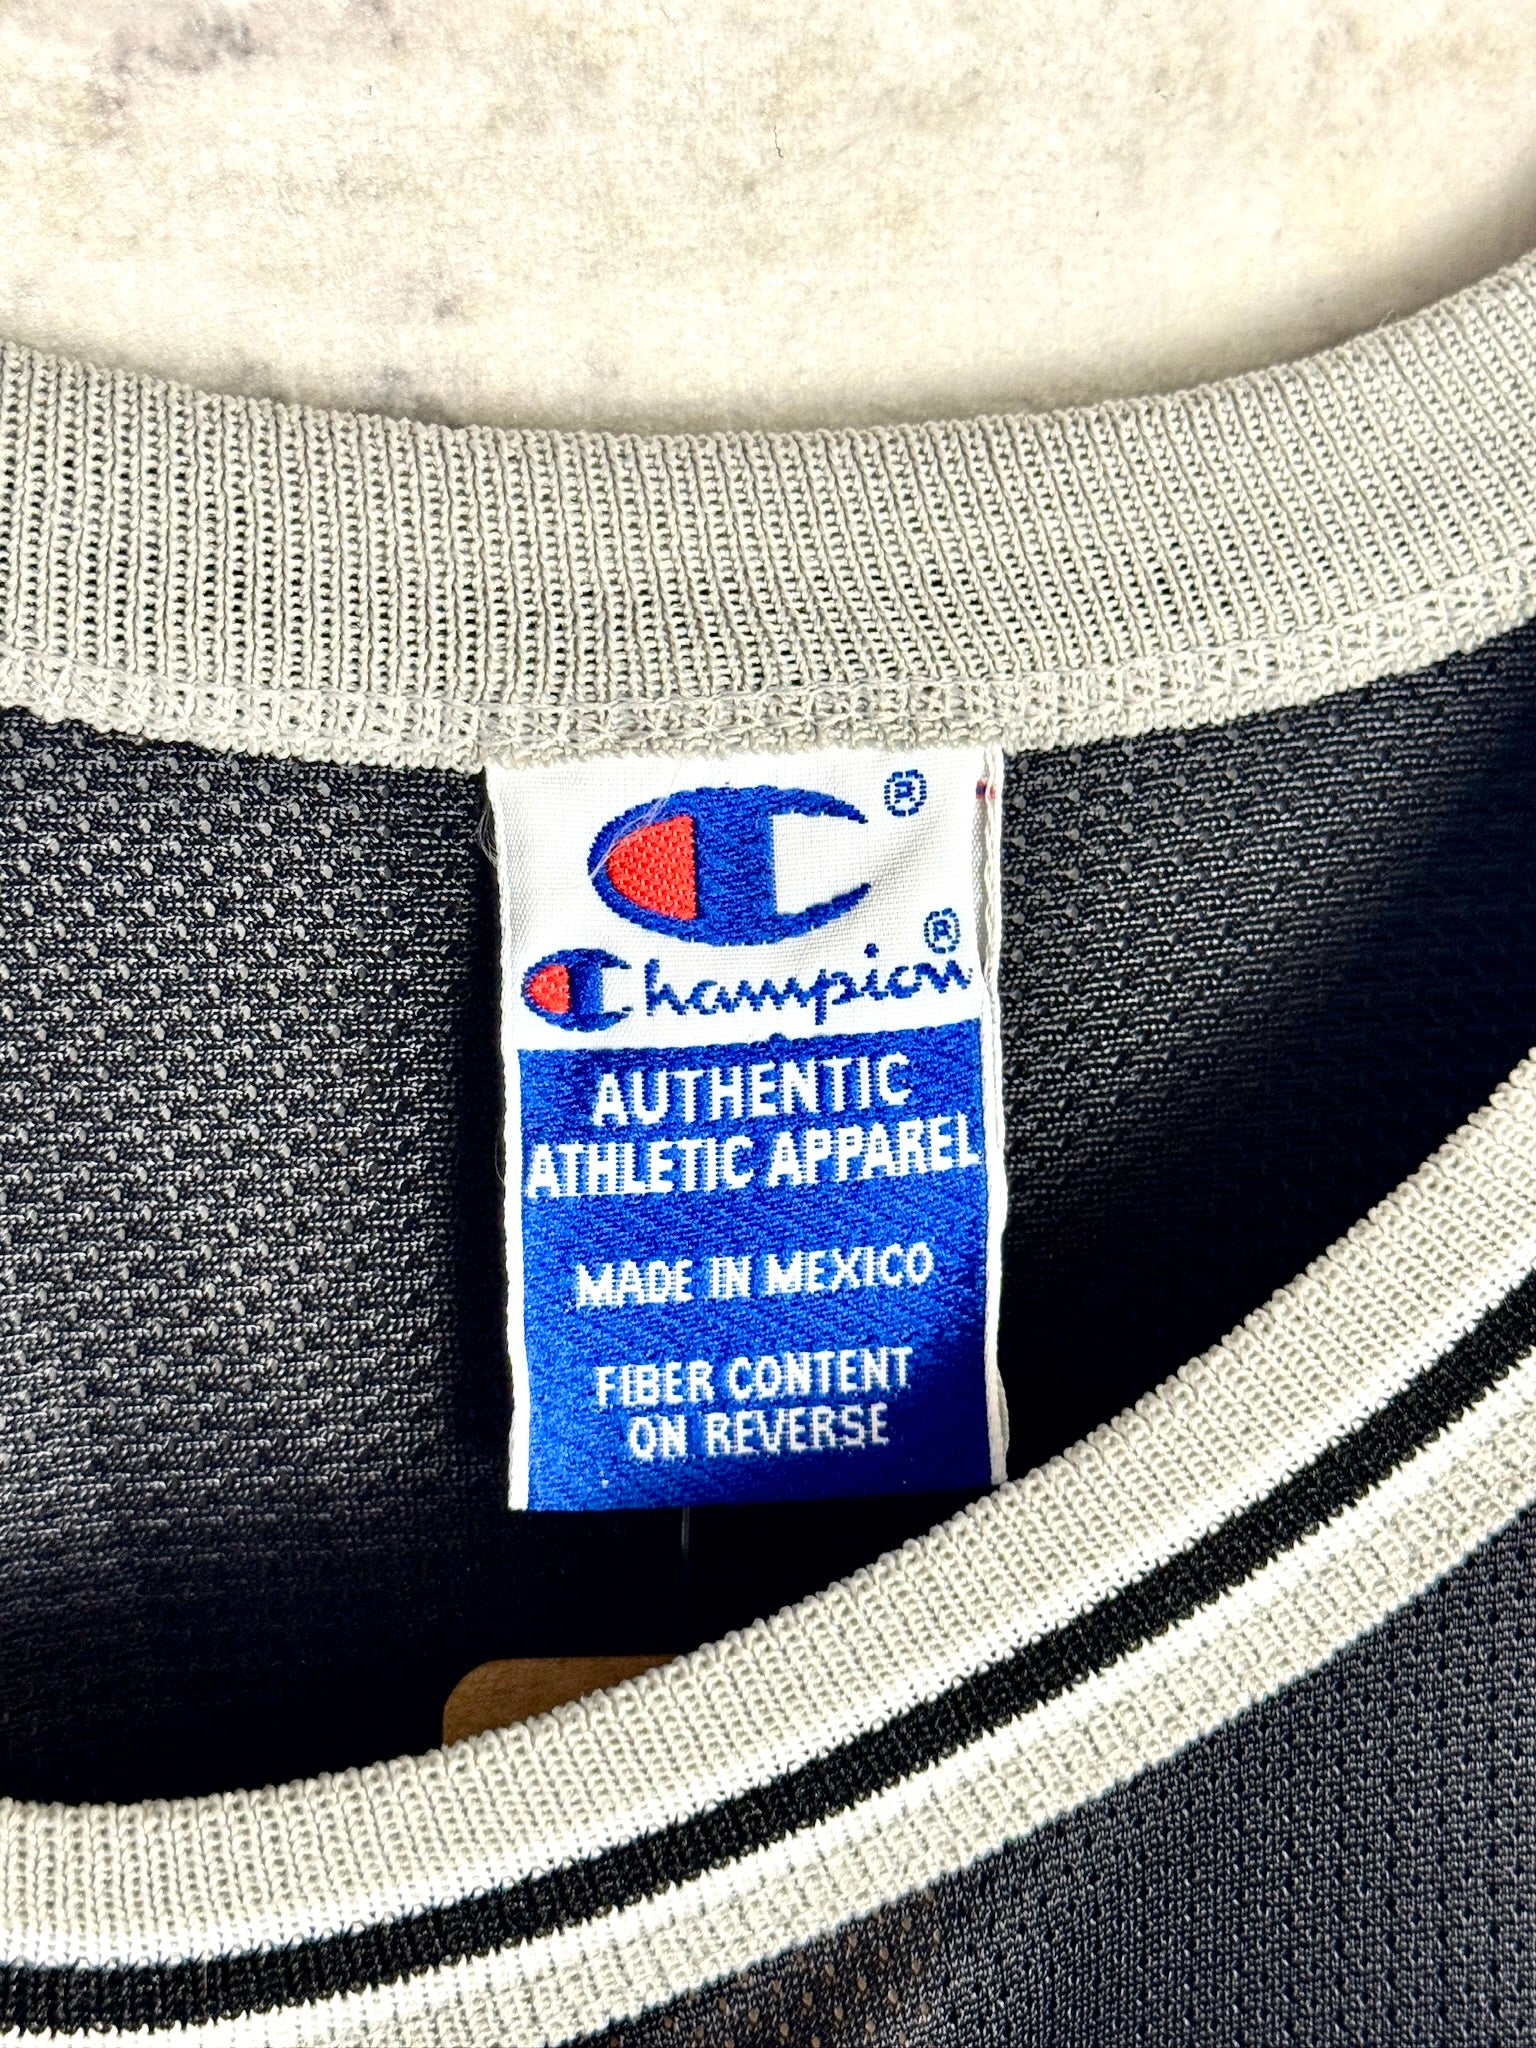 ®
Champion®
AUTHENTIC
ATHLETIC APPAREL
MADE IN MEXICO
FIBER CONTENT
ON REVERSE